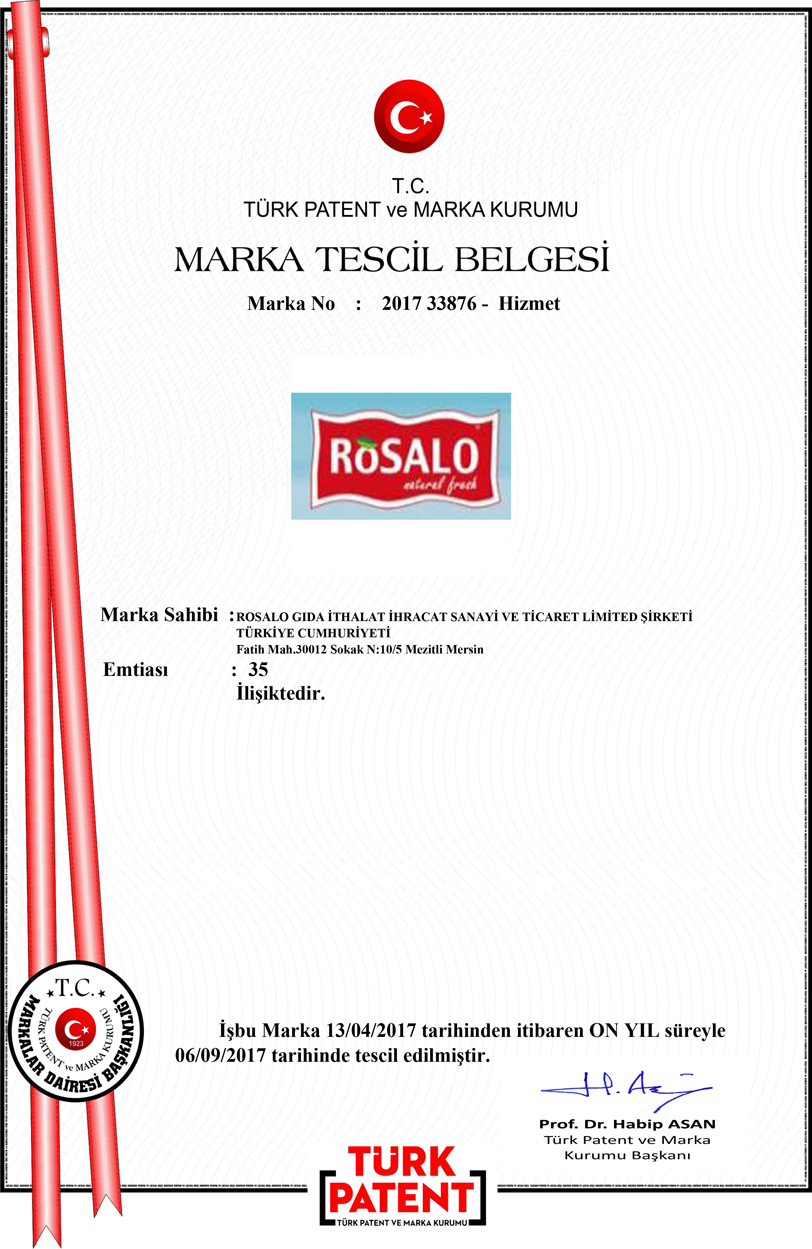 T.C.
TÜRK PATENT ve MARKA KURUMU
MARKA TESCİL BELGESİ
Marka No : 2017 33876 - Hizmet
ROSALO
natural fresh
Marka Sahibi : ROSALO GIDA İTHALAT İHRACAT SANAYİ VE TİCARET LİMİTED ŞİRKETİ
TÜRKİYE CUMHURİYETİ
Fatih Mah.30012 Sokak N:10/5 Mezitli Mersin
Emtiası : 35
İlişiktedir.
T.C.
TÜRK PATENT ve MARKA KURUMU
1923
MARKALAR DAİRESİ BAŞKANLIĞI
İşbu Marka 13/04/2017 tarihinden itibaren ON YIL süreyle
06/09/2017 tarihinde tescil edilmiştir.
Prof. Dr. Habip ASAN
Türk Patent ve Marka
Kurumu Başkanı
TÜRK
PATENT
TÜRK PATENT VE MARKA KURUMU